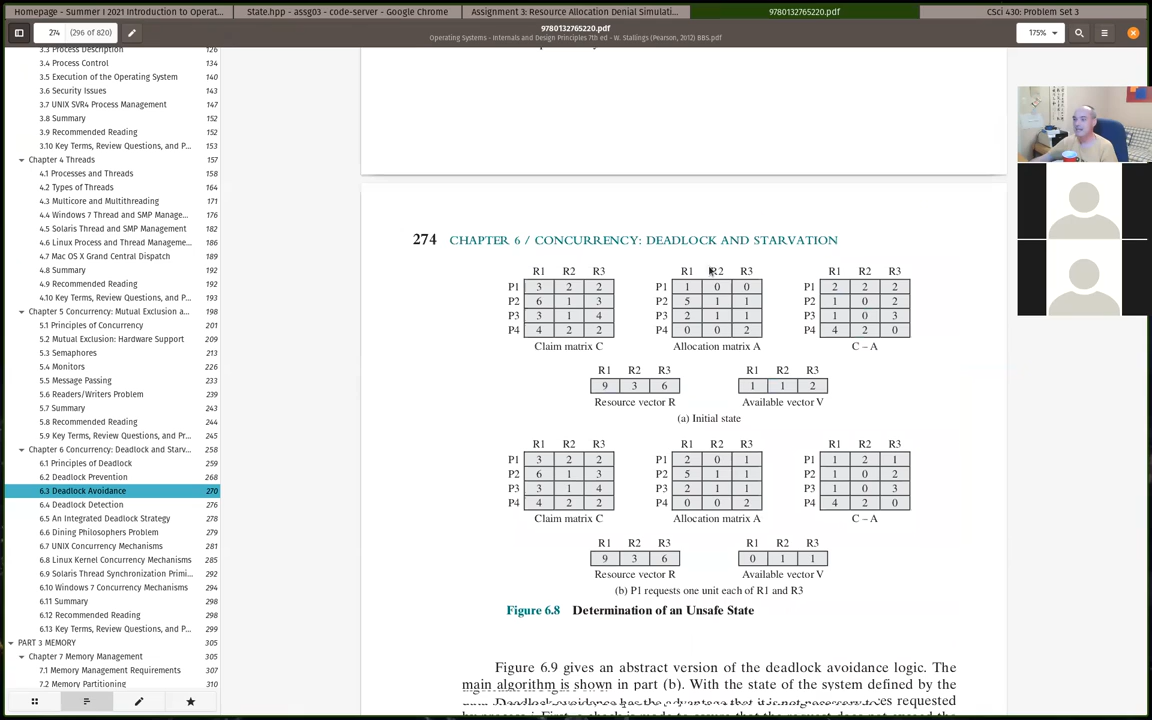 Homepage - Summer I 2017 Introduction to Operat...
State.hpp - assg03 - code-server - Google Chrome
Assignment 3: Resource Allocation Denial Simulati...
9780132765220.pdf
CSci 430: Problem Set 3
274 (296 of 820)
9780132765220.pdf
Operating Systems - Internals and Design Principles 7th ed - W. Stallings (Pearson, 2012) BBS.pdf
175%
3.3 Process Description 126
3.4 Process Control 134
3.5 Execution of the Operating System 140
3.6 Security Issues 143
3.7 UNIX SVR4 Process Management 147
3.8 Summary 152
3.9 Recommended Reading 152
3.10 Key Terms, Review Questions, and P... 153
Chapter 4 Threads 157
4.1 Processes and Threads 158
4.2 Types of Threads 164
4.3 Multicore and Multithreading 171
4.4 Windows 7 Thread and SMP Manage... 176
4.5 Solaris Thread and SMP Management 182
4.6 Linux Process and Thread Manageme... 186
4.7 Mac OS X Grand Central Dispatch 189
4.8 Summary 192
4.9 Recommended Reading 192
4.10 Key Terms, Review Questions, and P... 193
Chapter 5 Concurrency: Mutual Exclusion a... 198
5.1 Principles of Concurrency 201
5.2 Mutual Exclusion: Hardware Support 209
5.3 Semaphores 213
5.4 Monitors 226
5.5 Message Passing 233
5.6 Readers/Writers Problem 239
5.7 Summary 243
5.8 Recommended Reading 244
5.9 Key Terms, Review Questions, and Pr... 245
Chapter 6 Concurrency: Deadlock and Starv... 258
6.1 Principles of Deadlock 259
6.2 Deadlock Prevention 268
6.3 Deadlock Avoidance 270
6.4 Deadlock Detection 276
6.5 An Integrated Deadlock Strategy 278
6.6 Dining Philosophers Problem 279
6.7 UNIX Concurrency Mechanisms 281
6.8 Linux Kernel Concurrency Mechanisms 285
6.9 Solaris Thread Synchronization Primi... 292
6.10 Windows 7 Concurrency Mechanisms 294
6.11 Summary 298
6.12 Recommended Reading 298
6.13 Key Terms, Review Questions, and P... 299
PART 3 MEMORY 305
Chapter 7 Memory Management 305
7.1 Memory Management Requirements 307
7.2 Memory Partitioning 310
274 CHAPTER 6 / CONCURRENCY: DEADLOCK AND STARVATION
R1 R2 R3 R1 R2 R3 R1 R2 R3
P1 3 2 2 P1 1 0 0 P1 2 2 2
P2 6 1 3 P2 5 1 1 P2 1 0 2
P3 3 1 4 P3 2 1 1 P3 1 0 3
P4 4 2 2 P4 0 0 2 P4 4 2 0
Claim matrix C Allocation matrix A C – A
R1 R2 R3 R1 R2 R3
9 3 6 1 1 2
Resource vector R Available vector V
(a) Initial state
R1 R2 R3 R1 R2 R3 R1 R2 R3
P1 3 2 2 P1 2 0 1 P1 1 2 1
P2 6 1 3 P2 5 1 1 P2 1 0 2
P3 3 1 4 P3 2 1 1 P3 1 0 3
P4 4 2 2 P4 0 0 2 P4 4 2 0
Claim matrix C Allocation matrix A C – A
R1 R2 R3 R1 R2 R3
9 3 6 0 1 1
Resource vector R Available vector V
(b) P1 requests one unit each of R1 and R3
Figure 6.8 Determination of an Unsafe State
Figure 6.9 gives an abstract version of the deadlock avoidance logic. The
main algorithm is shown in part (b). With the state of the system defined by the
requested